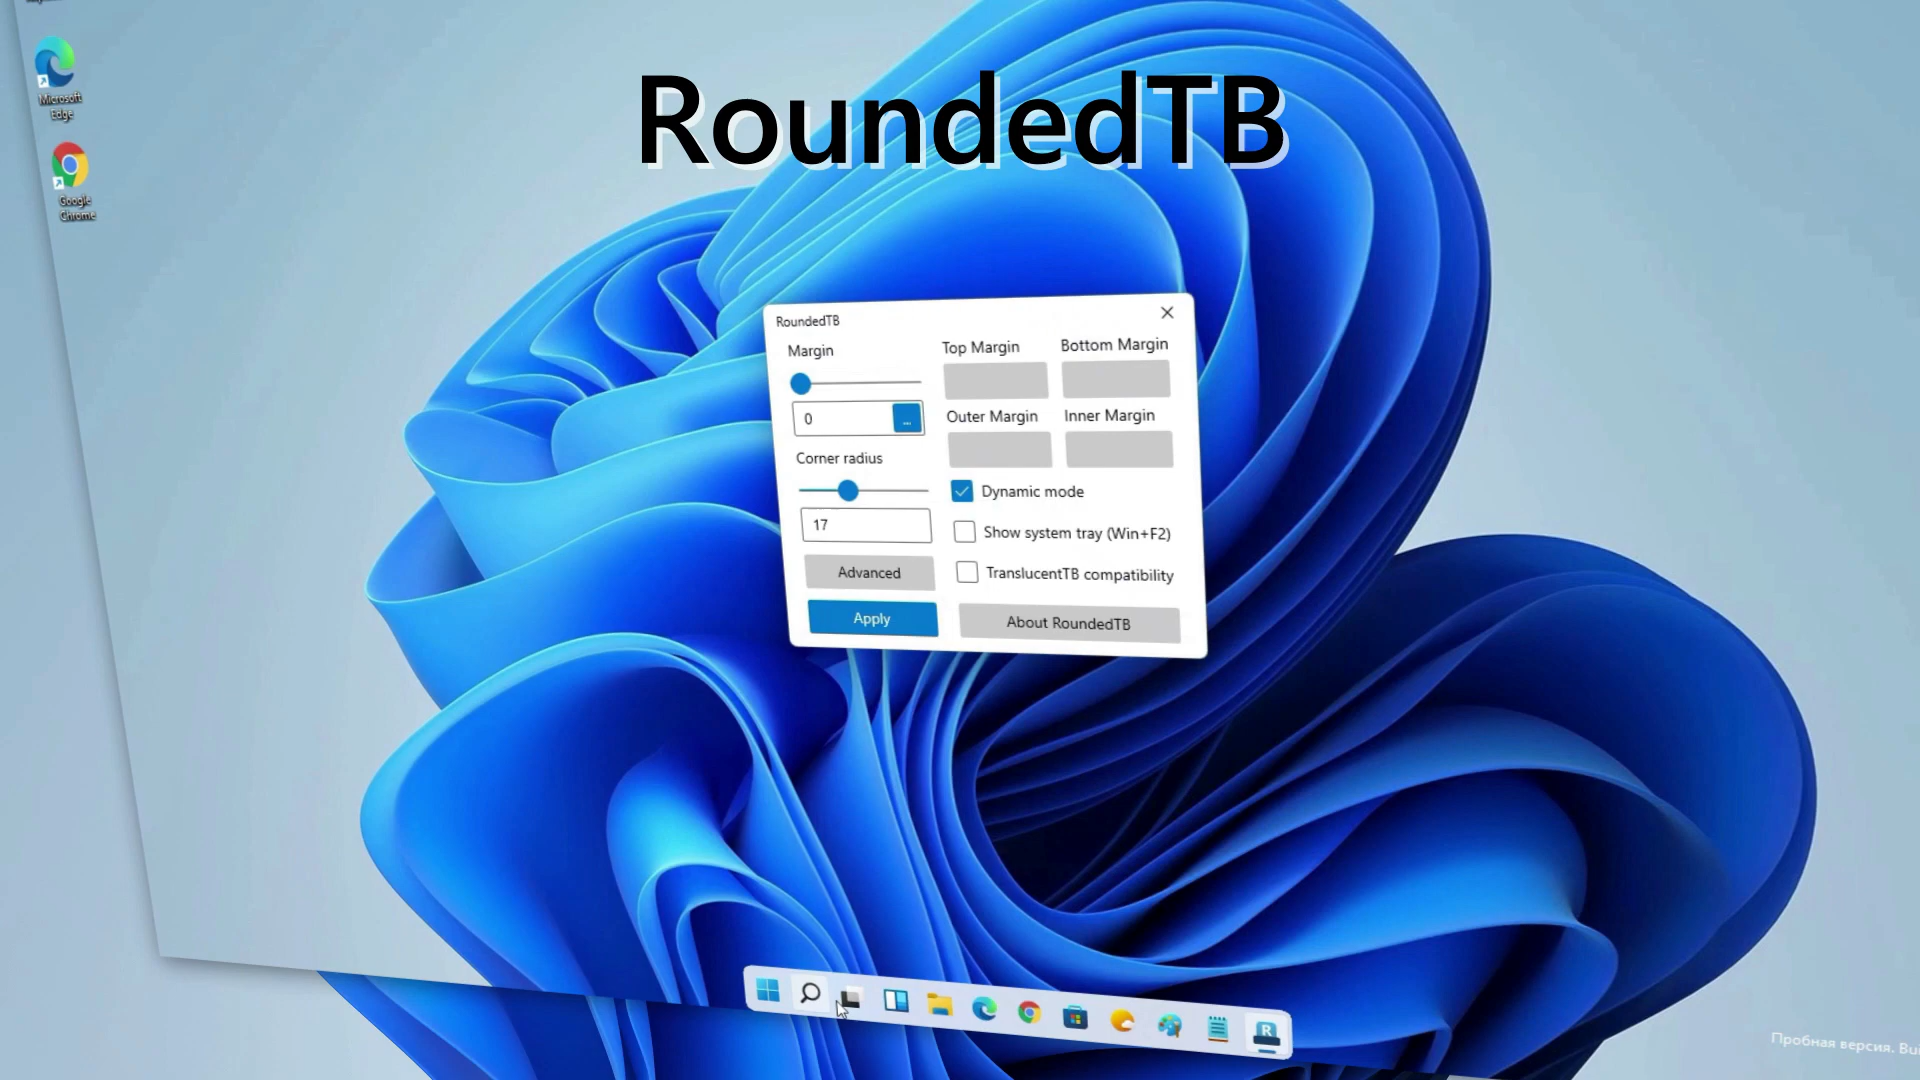 RoundedTB
Microsoft
Edge
Google
Chrome
RoundedTB
Margin
Top Margin
Bottom Margin
0
...
Outer Margin
Inner Margin
Corner radius
Dynamic mode
17
Show system tray (Win+F2)
Advanced
TranslucentTB compatibility
Apply
About RoundedTB
R
Пробная версия. Bui